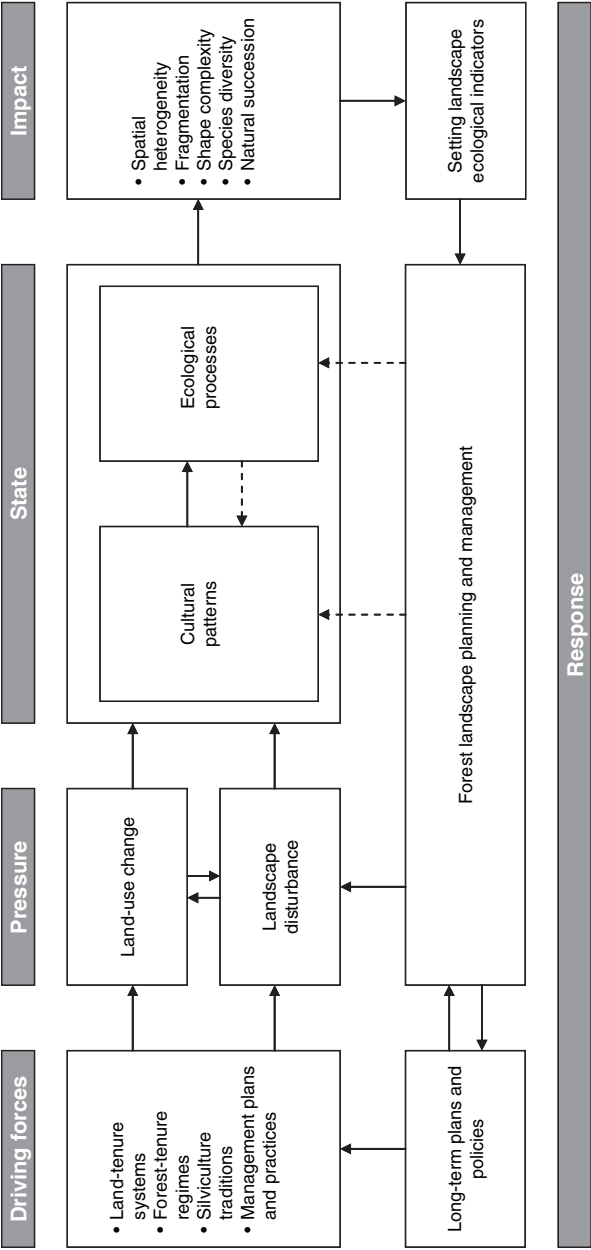 Driving forces
Pressure
State
Impact
• Land-tenure
systems
• Forest-tenure
regimes
• Silviculture
traditions
• Management plans
and practices
Land-use change
Landscape
disturbance
Cultural
patterns
Ecological
processes
• Spatial
heterogeneity
• Fragmentation
• Shape complexity
• Species diversity
• Natural succession
Long-term plans and
policies
Forest landscape planning and management
Setting landscape
ecological indicators
Response